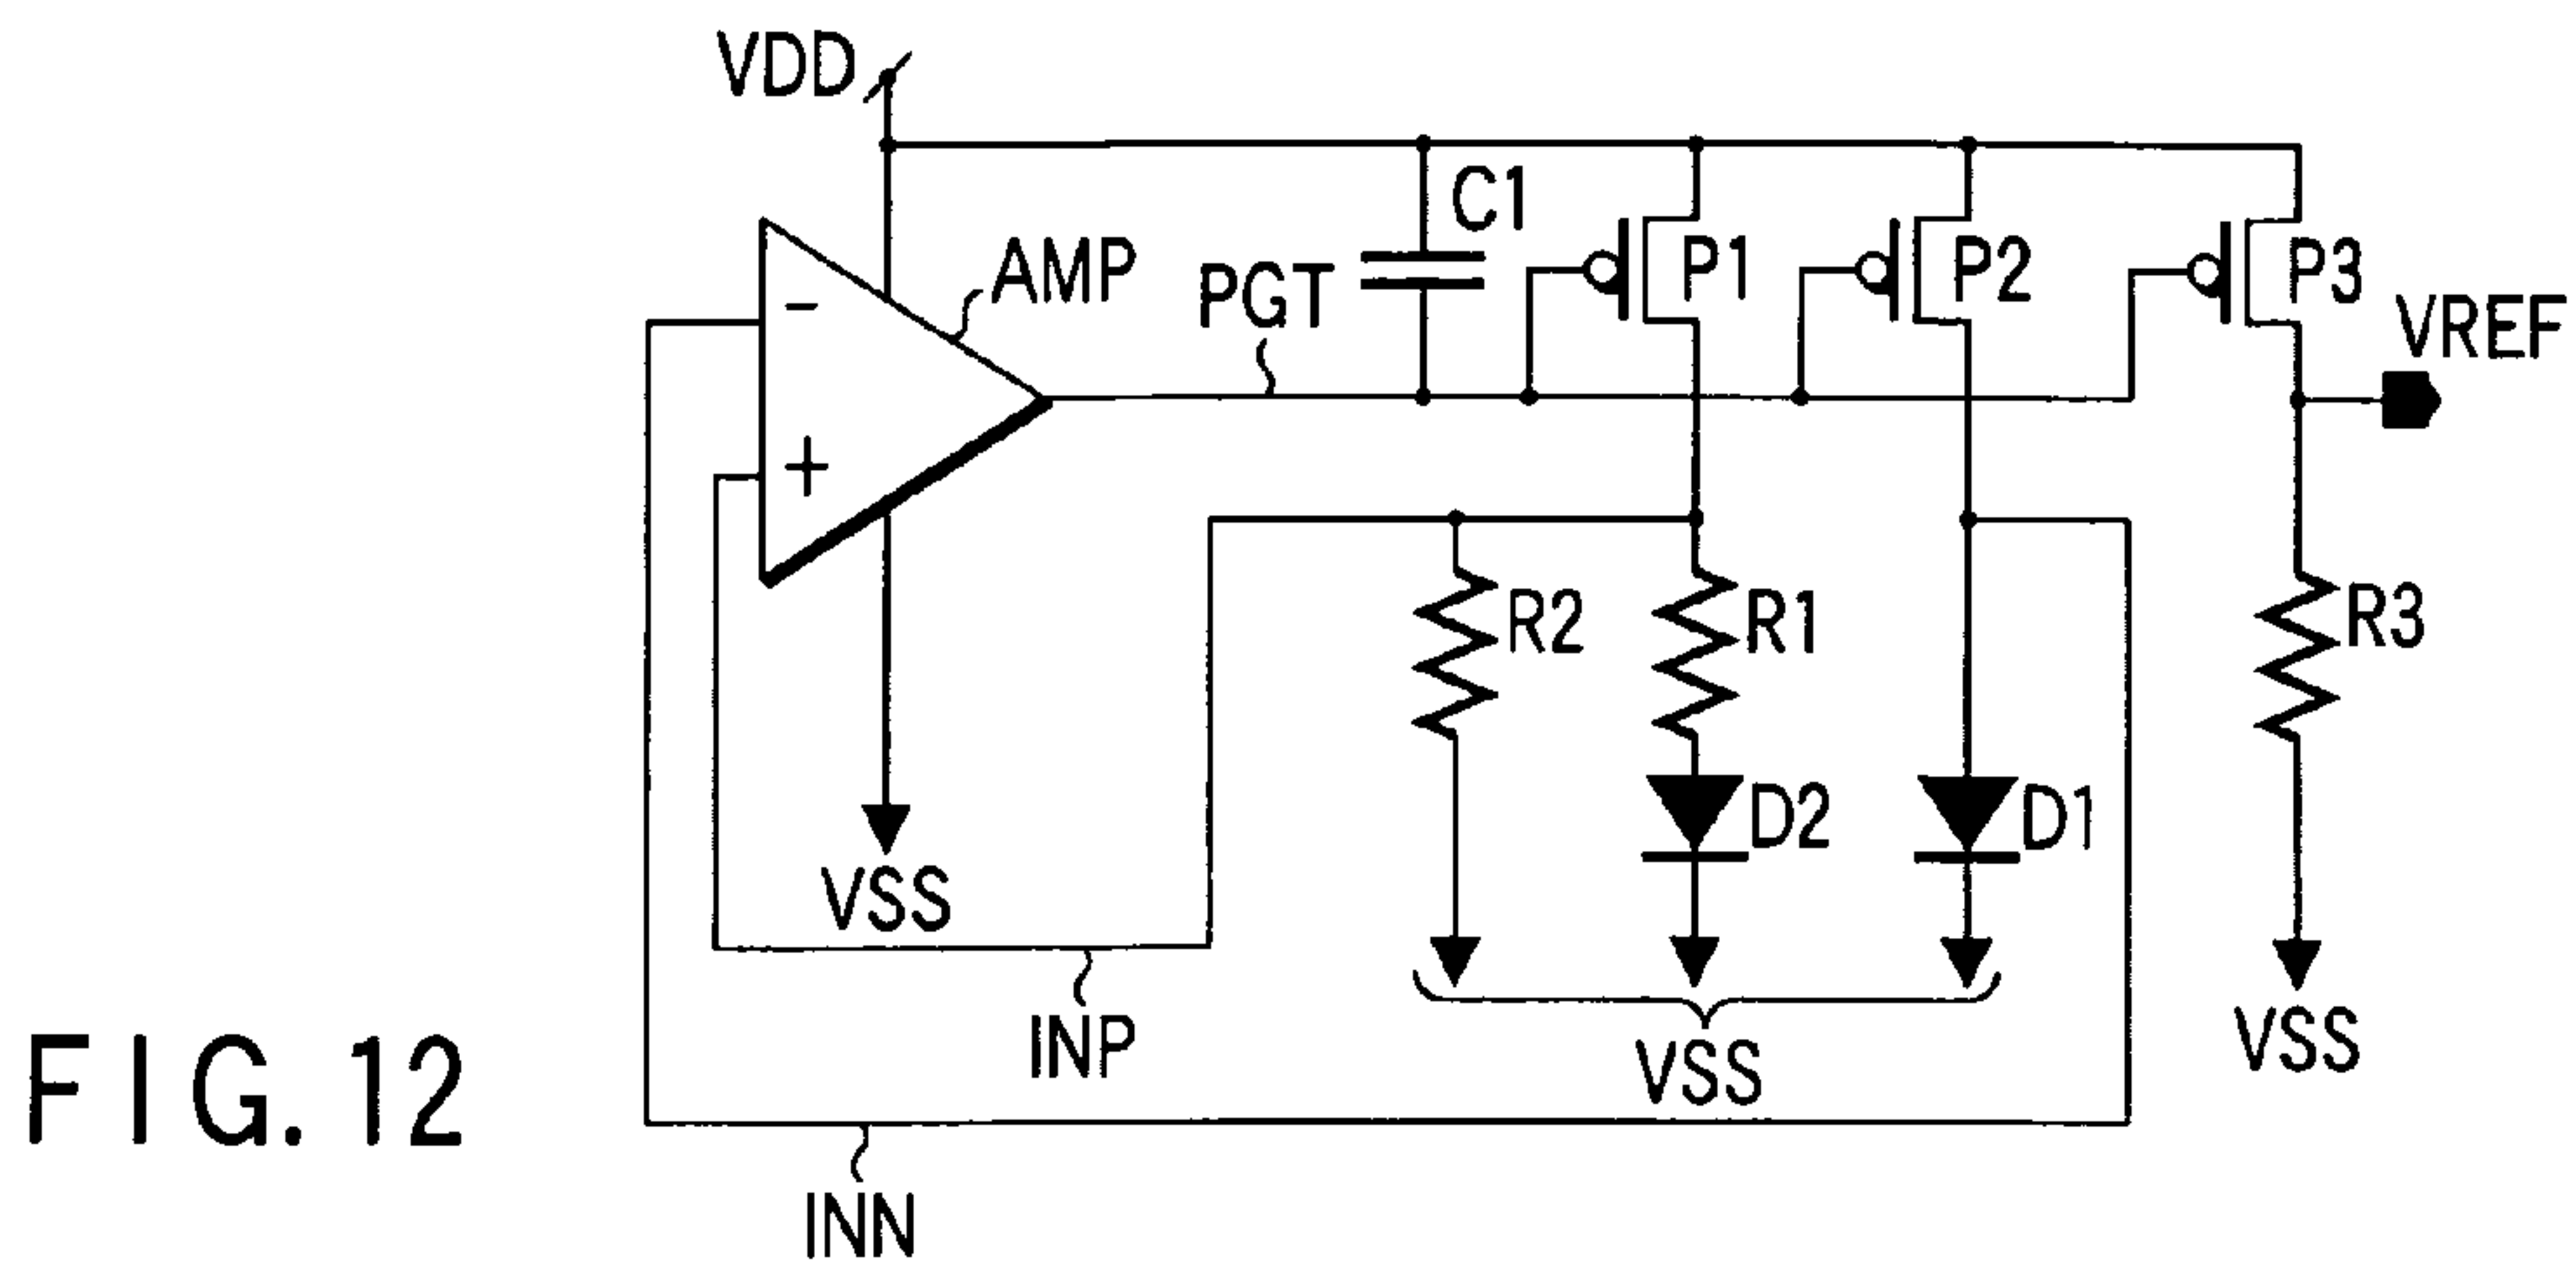 VDD
C1
AMP
PGT
P1
P2
P3
VREF
-
+
R2
R1
R3
D2
D1
VSS
INP
VSS
VSS
FIG. 12
INN